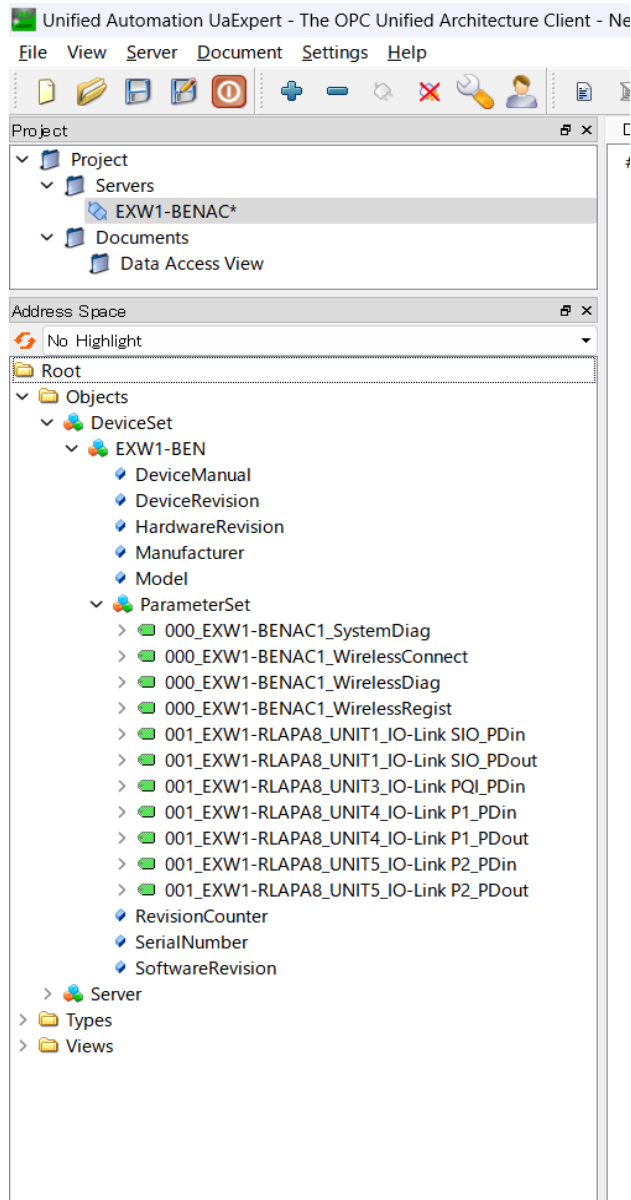 Unified Automation UaExpert - The OPC Unified Architecture Client - Ne
File View Server Document Settings Help
Project
Project
Servers
EXW1-BENAC*
Documents
Data Access View
Address Space
No Highlight
Root
Objects
DeviceSet
EXW1-BEN
DeviceManual
DeviceRevision
HardwareRevision
Manufacturer
Model
ParameterSet
000_EXW1-BENAC1_SystemDiag
000_EXW1-BENAC1_WirelessConnect
000_EXW1-BENAC1_WirelessDiag
000_EXW1-BENAC1_WirelessRegist
001_EXW1-RLAPA8_UNIT1_IO-Link SIO_PDin
001_EXW1-RLAPA8_UNIT1_IO-Link SIO_PDout
001_EXW1-RLAPA8_UNIT3_IO-Link PQI_PDin
001_EXW1-RLAPA8_UNIT4_IO-Link P1_PDin
001_EXW1-RLAPA8_UNIT4_IO-Link P1_PDout
001_EXW1-RLAPA8_UNIT5_IO-Link P2_PDin
001_EXW1-RLAPA8_UNIT5_IO-Link P2_PDout
RevisionCounter
SerialNumber
SoftwareRevision
Server
Types
Views